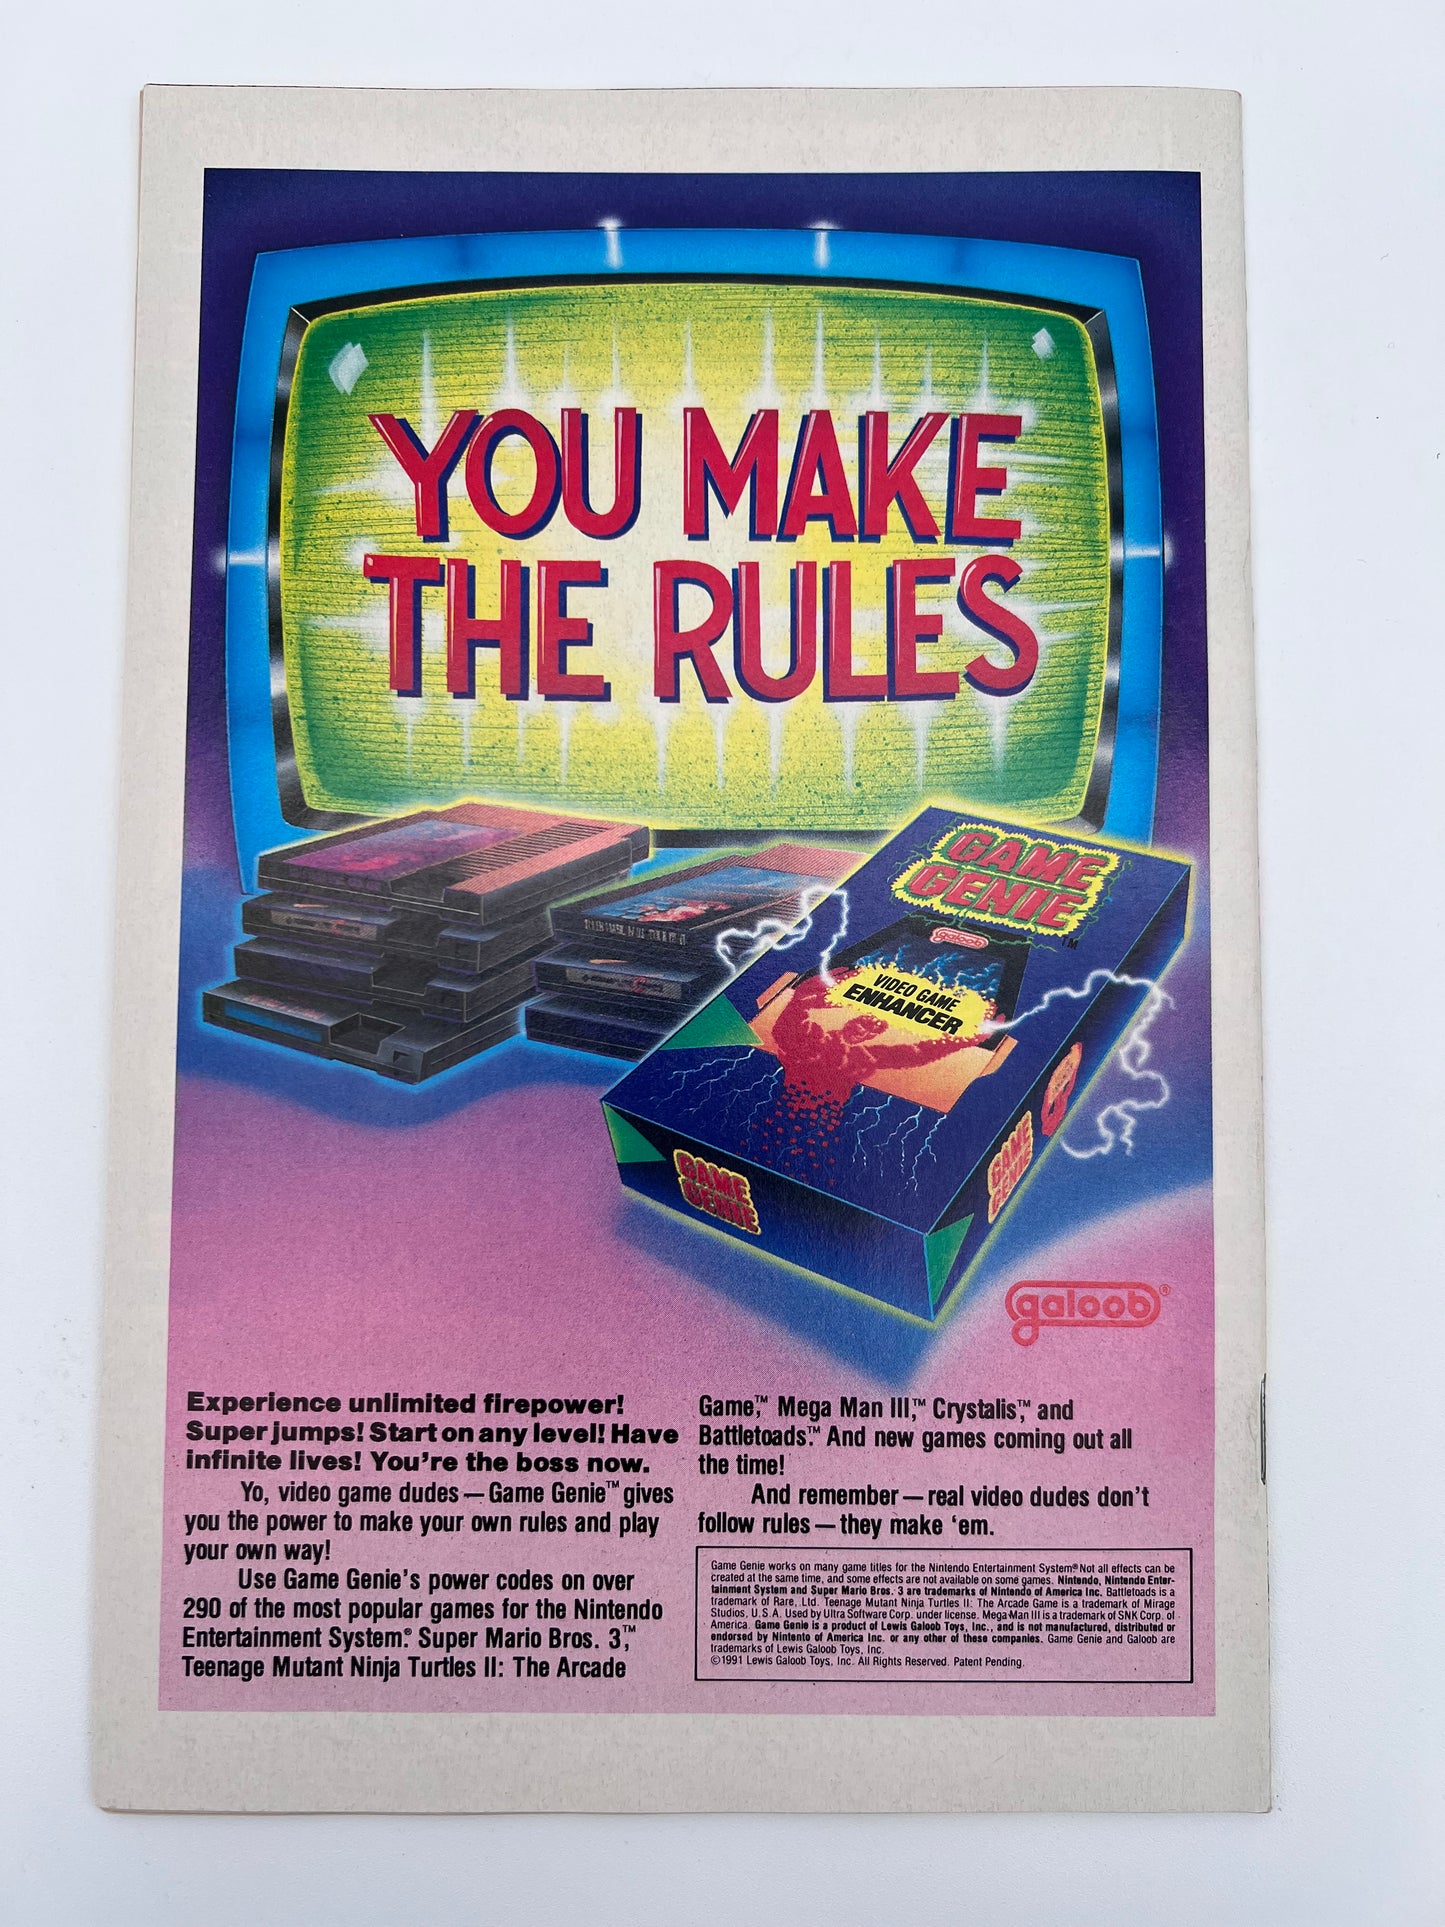 YOU MAKE
THE RULES
GAME
GENIE™
galoob
VIDEO GAME
ENHANCER
GAME
GENIE
GAME
GENIE
galoob®
Experience unlimited firepower!
Super jumps! Start on any level! Have
infinite lives! You're the boss now.
Yo, video game dudes — Game Genie™ gives
you the power to make your own rules and play
your own way!
Use Game Genie's power codes on over
290 of the most popular games for the Nintendo
Entertainment System.® Super Mario Bros. 3,™
Teenage Mutant Ninja Turtles II: The Arcade
Game,™ Mega Man III,™ Crystalis,™ and
Battletoads.™ And new games coming out all
the time!
And remember — real video dudes don't
follow rules — they make 'em.
Game Genie works on many game titles for the Nintendo Entertainment System® Not all effects can be
created at the same time, and some effects are not available on some games. Nintendo, Nintendo Enter-
tainment System and Super Mario Bros. 3 are trademarks of Nintendo of America Inc. Battletoads is a
trademark of Rare, Ltd. Teenage Mutant Ninja Turtles II: The Arcade Game is a trademark of Mirage
Studios, U.S.A. Used by Ultra Software Corp. under license. Mega Man III is a trademark of SNK Corp. of
America. Game Genie is a product of Lewis Galoob Toys, Inc., and is not manufactured, distributed or
endorsed by Nintento of America Inc. or any other of these companies. Game Genie and Galoob are
trademarks of Lewis Galoob Toys, Inc.
©1991 Lewis Galoob Toys, Inc. All Rights Reserved. Patent Pending.